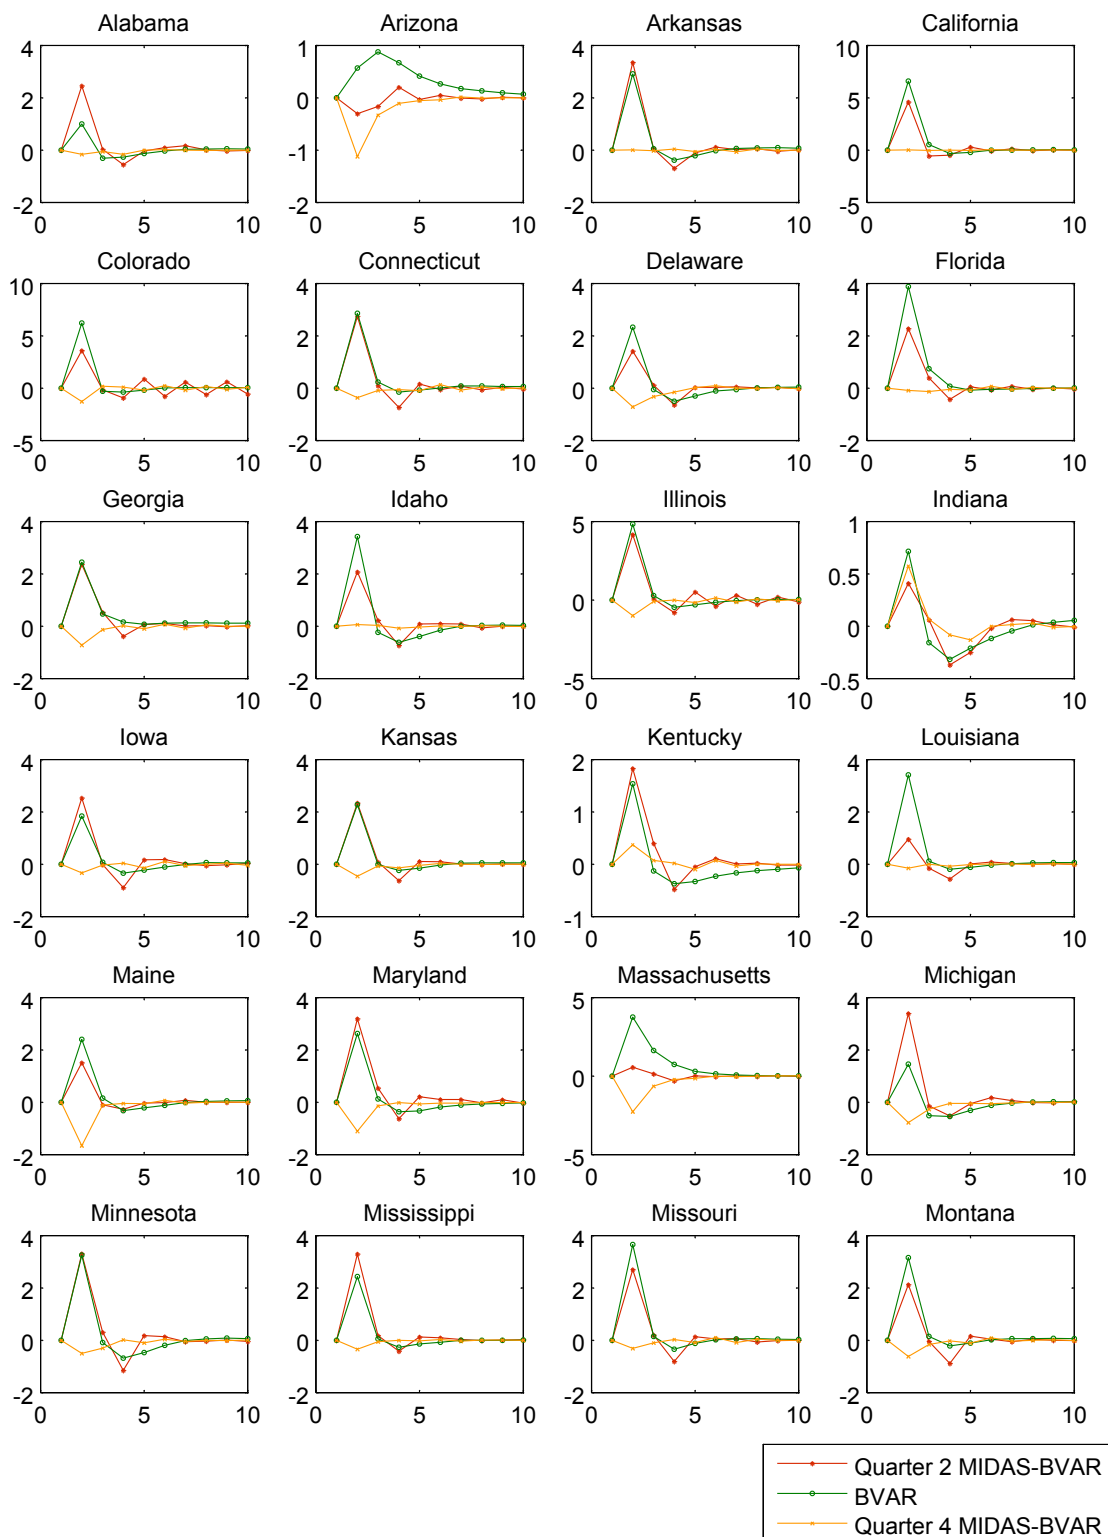 Alabama Arizona Arkansas California
4 1 4 10
2 0 2 5
0 -1 0 0
-2 -2 -2 -5
0 5 10 0 5 10 0 5 10 0 5 10
Colorado Connecticut Delaware Florida
10 4 4 4
5 2 2 2
0 0 0 0
-5 -2 -2 -2
0 5 10 0 5 10 0 5 10 0 5 10
Georgia Idaho Illinois Indiana
4 4 5 1
2 2 0.5
0 0 0 0
-2 -2 -5 -0.5
0 5 10 0 5 10 0 5 10 0 5 10
Iowa Kansas Kentucky Louisiana
4 4 2 4
2 2 1 2
0 0 0 0
-2 -2 -1 -2
0 5 10 0 5 10 0 5 10 0 5 10
Maine Maryland Massachusetts Michigan
4 4 5 4
2 2 2
0 0 0 0
-2 -2 -5 -2
0 5 10 0 5 10 0 5 10 0 5 10
Minnesota Mississippi Missouri Montana
4 4 4 4
2 2 2 2
0 0 0 0
-2 -2 -2 -2
0 5 10 0 5 10 0 5 10 0 5 10
Quarter 2 MIDAS-BVAR
BVAR
Quarter 4 MIDAS-BVAR